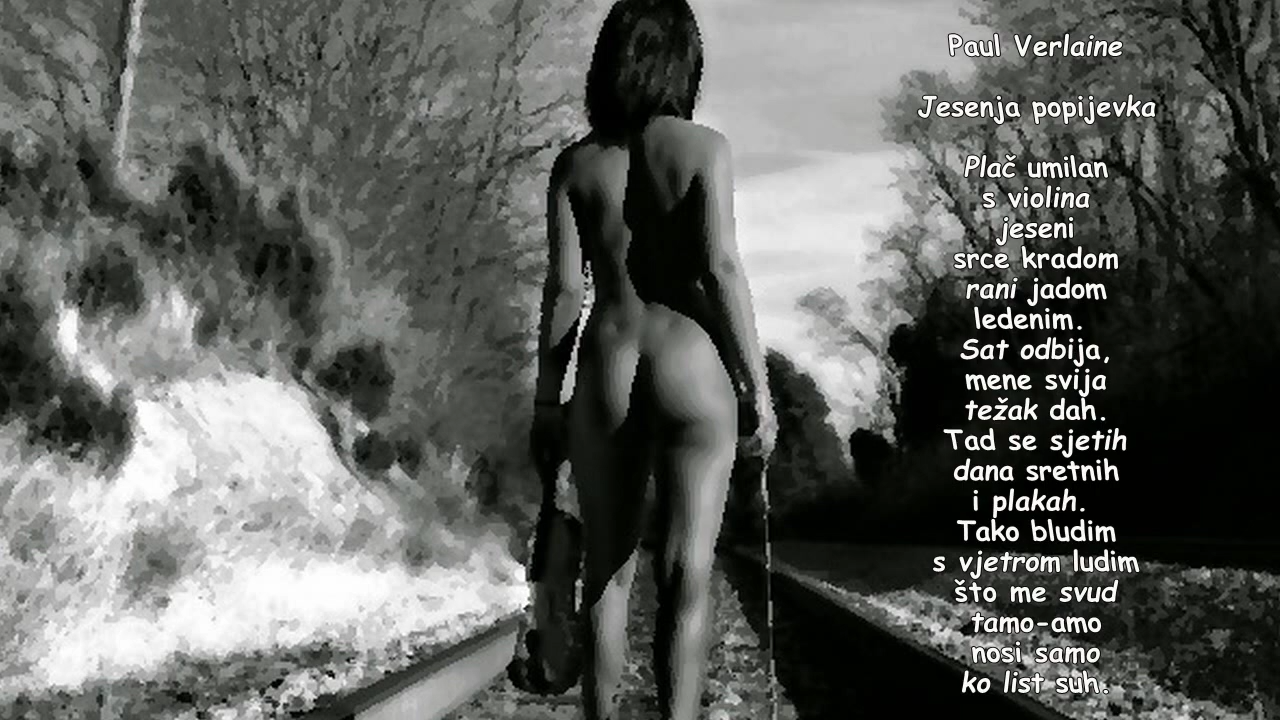 Paul Verlaine
Jesenja popijevka
Plač umilan
s violina
jeseni
srce kradom
rani jadom
ledenim.
Sat odbija,
mene svija
težak dah.
Tad se sjetih
dana sretnih
i plakah.
Tako bludim
s vjetrom ludim
što me svud
tamo-amo
nosi samo
ko list suh.